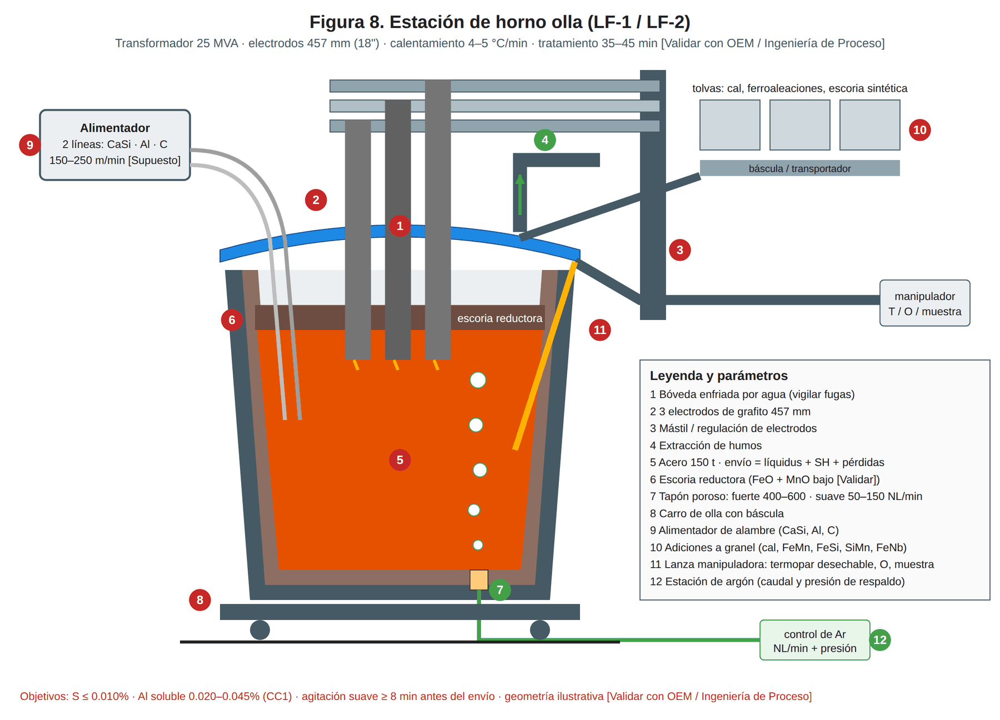 Figura 8. Estación de horno olla (LF-1 / LF-2)
Transformador 25 MVA · electrodos 457 mm (18") · calentamiento 4–5 °C/min · tratamiento 35–45 min [Validar con OEM / Ingeniería de Proceso]
tolvas: cal, ferroaleaciones, escoria sintética
10
báscula / transportador
9
Alimentador
2 líneas: CaSi · Al · C
150–250 m/min [Supuesto]
4
2
1
3
manipulador
T / O / muestra
6
escoria reductora
11
5
7
8
Leyenda y parámetros
1 Bóveda enfriada por agua (vigilar fugas)
2 3 electrodos de grafito 457 mm
3 Mástil / regulación de electrodos
4 Extracción de humos
5 Acero 150 t · envío = líquidus + SH + pérdidas
6 Escoria reductora (FeO + MnO bajo [Validar])
7 Tapón poroso: fuerte 400–600 · suave 50–150 NL/min
8 Carro de olla con báscula
9 Alimentador de alambre (CaSi, Al, C)
10 Adiciones a granel (cal, FeMn, FeSi, SiMn, FeNb)
11 Lanza manipuladora: termopar desechable, O, muestra
12 Estación de argón (caudal y presión de respaldo)
control de Ar
NL/min + presión
12
Objetivos: S ≤ 0.010% · Al soluble 0.020–0.045% (CC1) · agitación suave ≥ 8 min antes del envío · geometría ilustrativa [Validar con OEM / Ingeniería de Proceso]